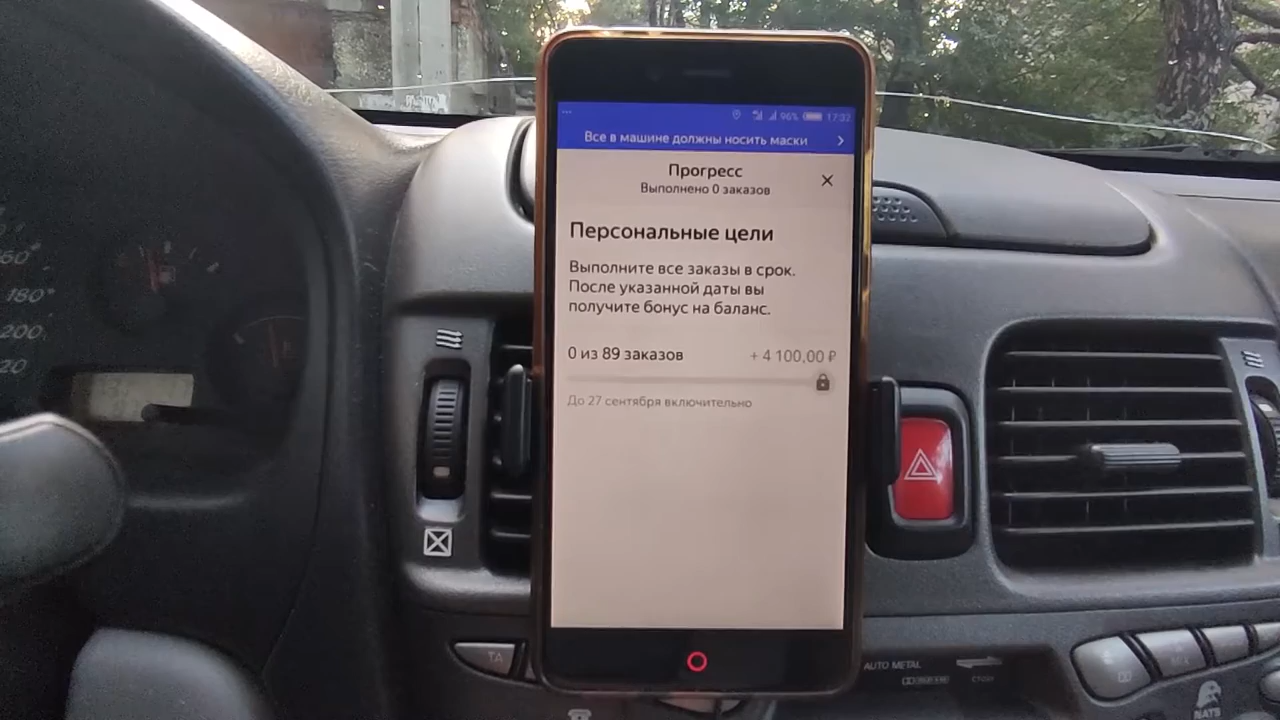 96% 17:32
Все в машине должны носить маски
Прогресс
Выполнено 0 заказов
Персональные цели
Выполните все заказы в срок.
После указанной даты вы
получите бонус на баланс.
0 из 89 заказов + 4 100,00 ₽
До 27 сентября включительно
160
180
200
20
TA
AUTO METAL
NATS